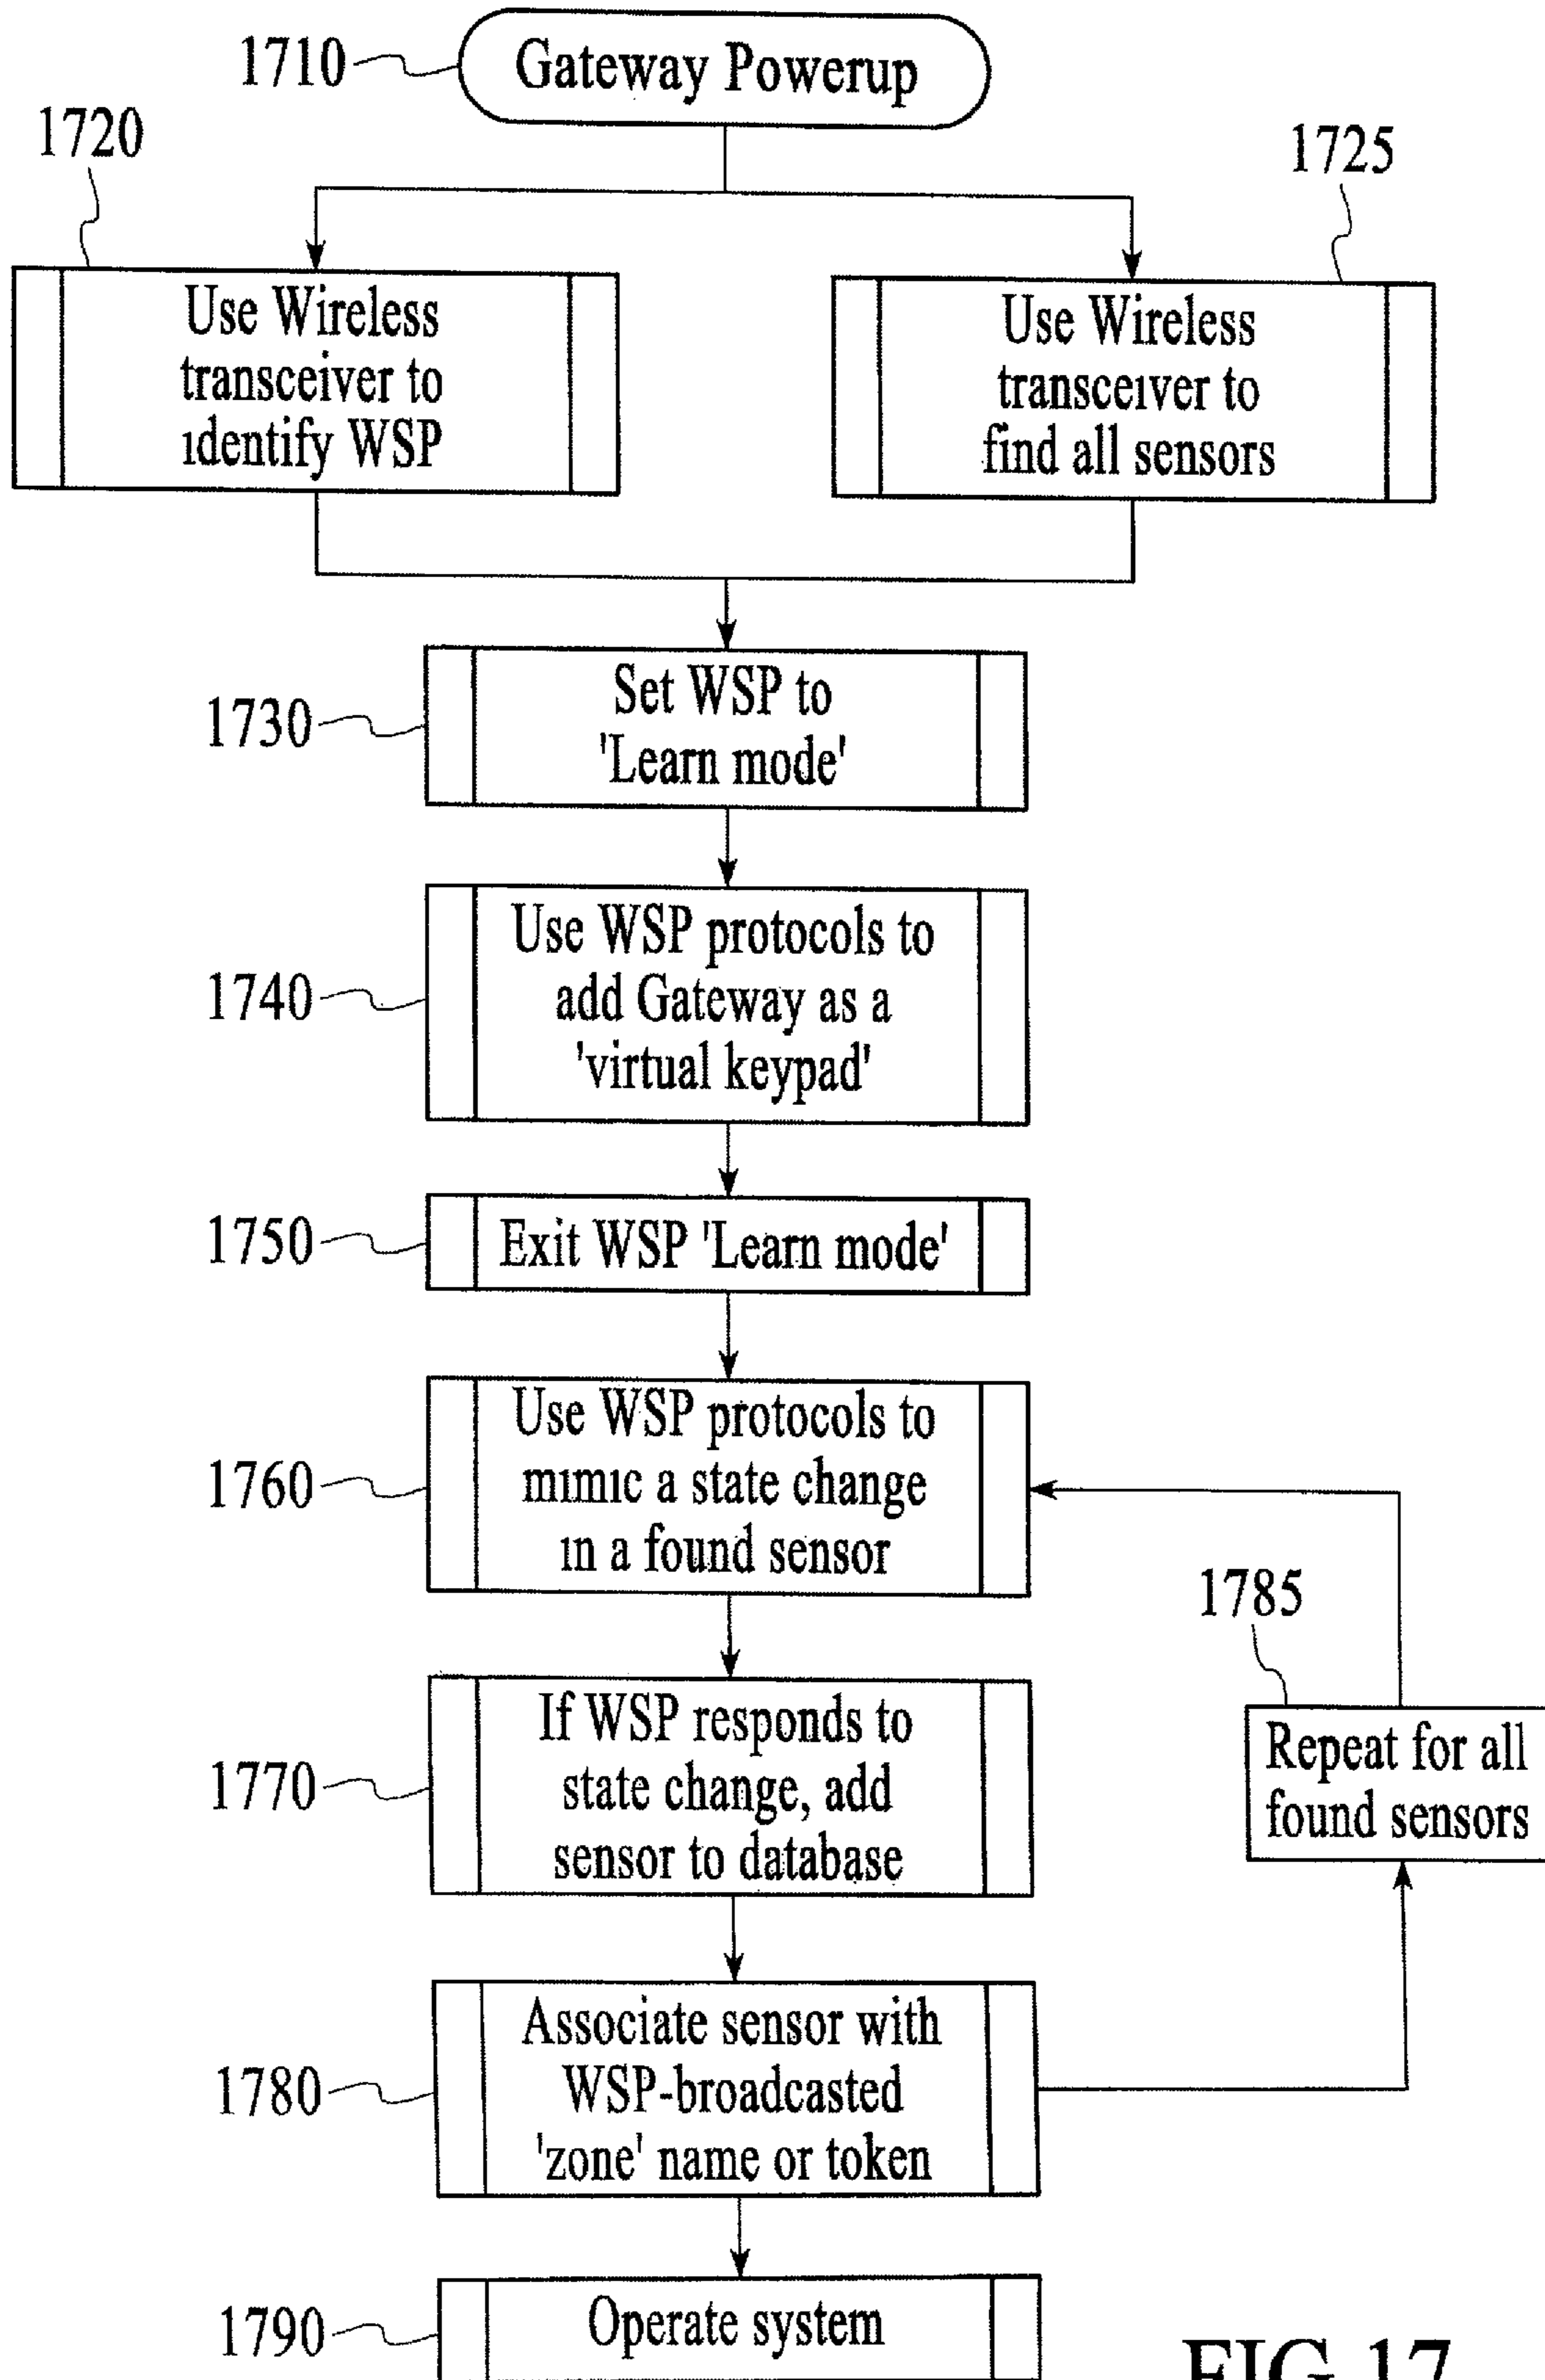 1710
Gateway Powerup
1720
1725
Use Wireless
transceiver to
identify WSP
Use Wireless
transceiver to
find all sensors
1730
Set WSP to
'Learn mode'
1740
Use WSP protocols to
add Gateway as a
'virtual keypad'
1750
Exit WSP 'Learn mode'
1760
Use WSP protocols to
mimic a state change
in a found sensor
1785
Repeat for all
found sensors
1770
If WSP responds to
state change, add
sensor to database
1780
Associate sensor with
WSP-broadcasted
'zone' name or token
1790
Operate system
FIG 17